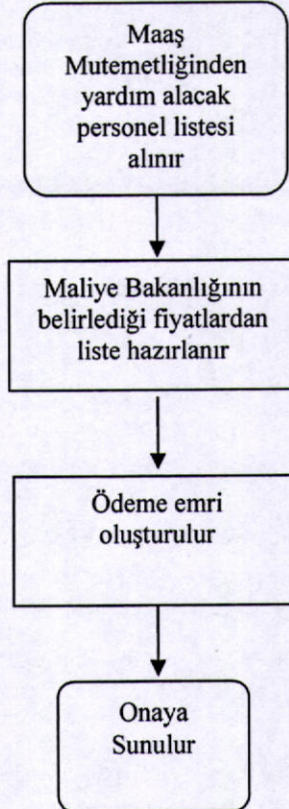 Maaş
Mutemetliğinden
yardım alacak
personel listesi
alınır
Maliye Bakanlığının
belirlediği fiyatlardan
liste hazırlanır
Ödeme emri
oluşturulur
Onaya
Sunulur